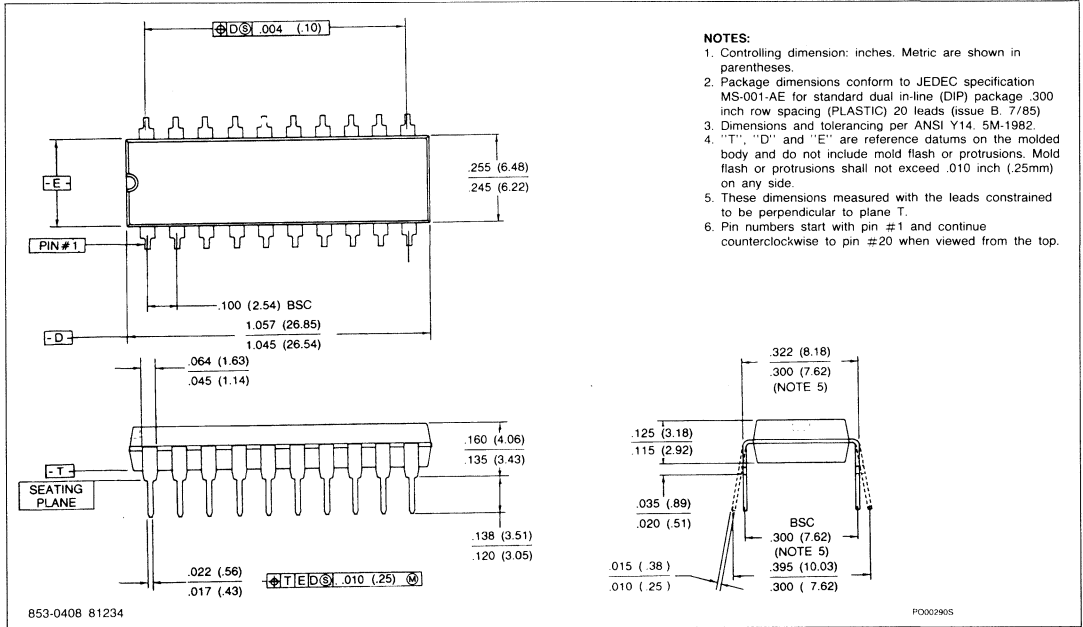 ⌖ D Ⓢ .004 (.10)
NOTES:
1. Controlling dimension: inches. Metric are shown in
parentheses.
2. Package dimensions conform to JEDEC specification
MS-001-AE for standard dual in-line (DIP) package .300
inch row spacing (PLASTIC) 20 leads (issue B. 7/85)
3. Dimensions and tolerancing per ANSI Y14. 5M-1982.
4. "T", "D" and "E" are reference datums on the molded
body and do not include mold flash or protrusions. Mold
flash or protrusions shall not exceed .010 inch (.25mm)
on any side.
5. These dimensions measured with the leads constrained
to be perpendicular to plane T.
6. Pin numbers start with pin #1 and continue
counterclockwise to pin #20 when viewed from the top.
.255 (6.48)
.245 (6.22)
-E-
PIN#1
.100 (2.54) BSC
1.057 (26.85)
1.045 (26.54)
-D-
.064 (1.63)
.045 (1.14)
.160 (4.06)
.135 (3.43)
-T-
SEATING
PLANE
.138 (3.51)
.120 (3.05)
.022 (.56)
.017 (.43)
⌖ T E D Ⓢ .010 (.25) Ⓜ
.322 (8.18)
.300 (7.62)
(NOTE 5)
.125 (3.18)
.115 (2.92)
.035 (.89)
.020 (.51)
BSC
.300 (7.62)
(NOTE 5)
.395 (10.03)
.300 ( 7.62)
.015 ( .38 )
.010 ( .25 )
853-0408 81234
PO00290S